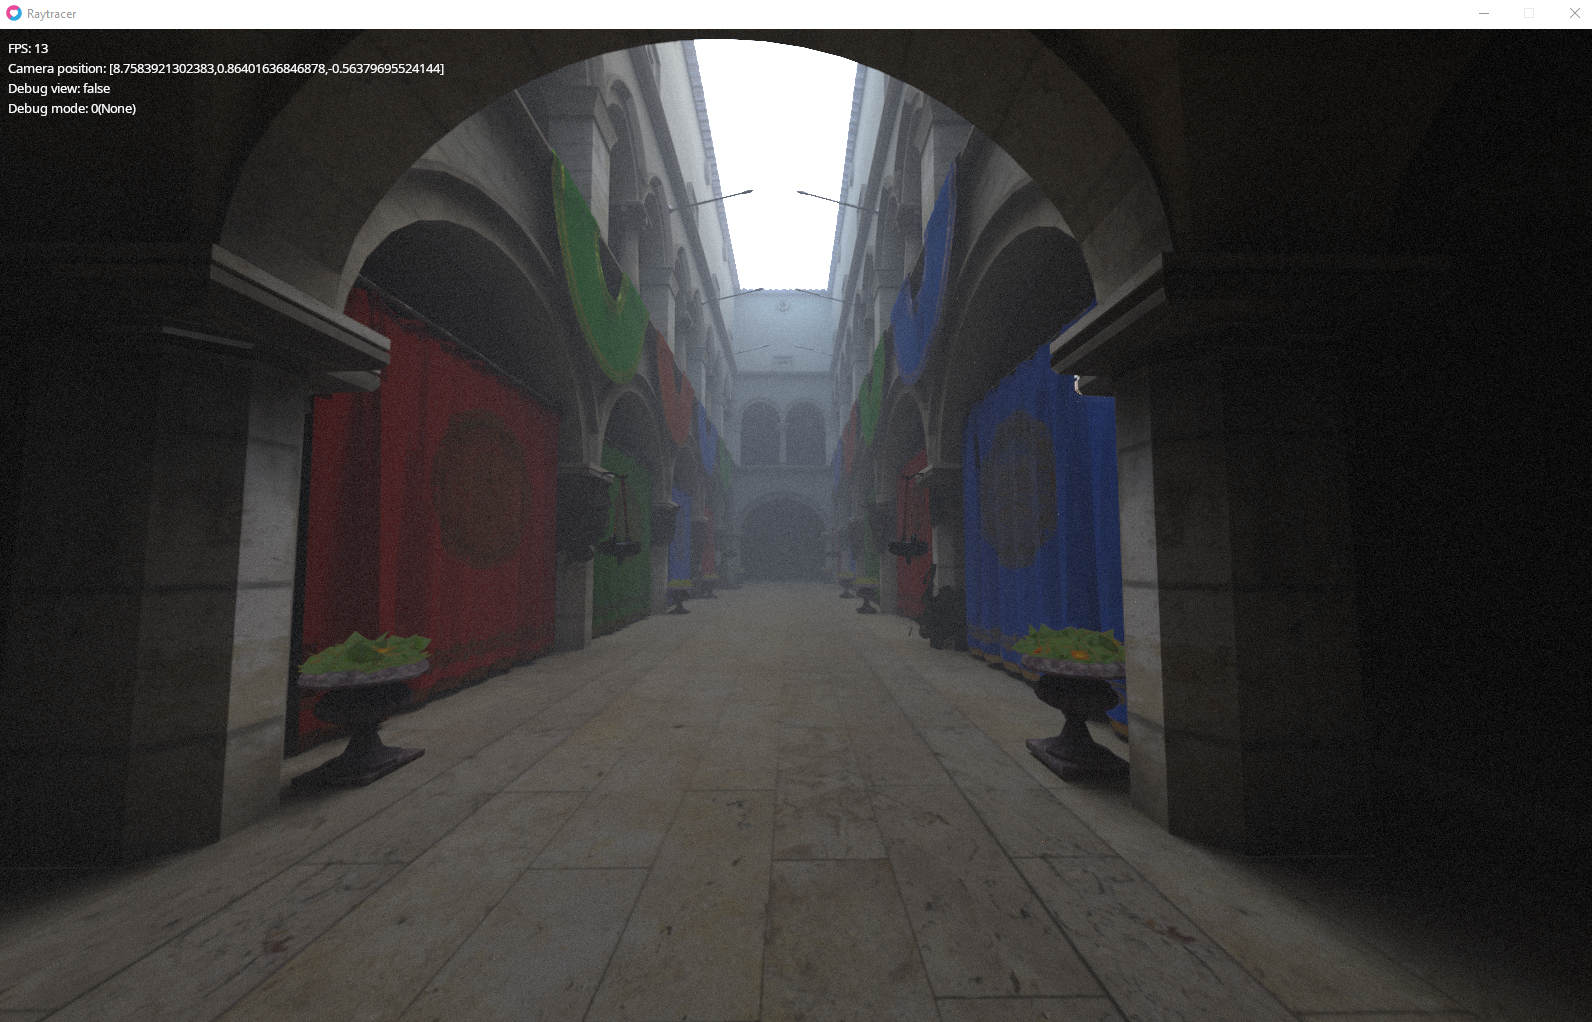 Raytracer
FPS: 13
Camera position: [8.7583921302383,0.86401636846878,-0.56379695524144]
Debug view: false
Debug mode: 0(None)